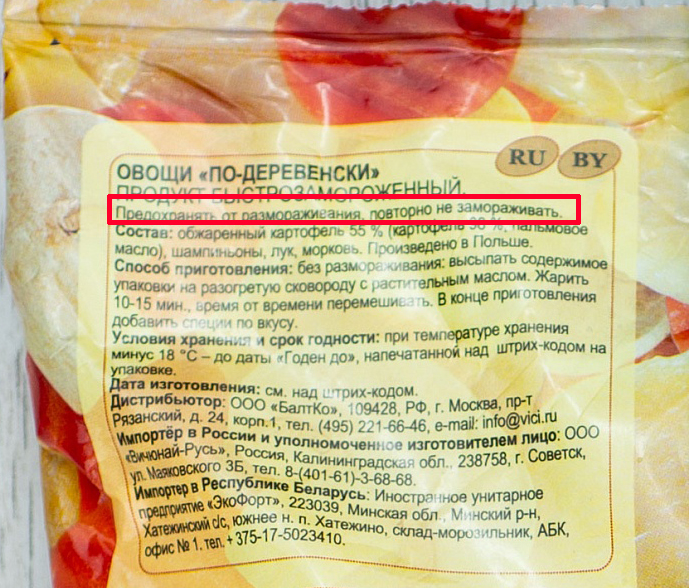 RU BY
ОВОЩИ «ПО-ДЕРЕВЕНСКИ»
ПРОДУКТ БЫСТРОЗАМОРОЖЕННЫЙ.
Предохранять от размораживания, повторно не замораживать.
Состав: обжаренный картофель 55 % (картофель 98 %, пальмовое
масло), шампиньоны, лук, морковь. Произведено в Польше.
Способ приготовления: без размораживания: высыпать содержимое
упаковки на разогретую сковороду с растительным маслом. Жарить
10-15 мин., время от времени перемешивать. В конце приготовления
добавить специи по вкусу.
Условия хранения и срок годности: при температуре хранения
минус 18 °С – до даты «Годен до», напечатанной над штрих-кодом на
упаковке.
Дата изготовления: см. над штрих-кодом.
Дистрибьютор: ООО «БалтКо», 109428, РФ, г. Москва, пр-т
Рязанский, д. 24, корп.1, тел. (495) 221-66-46, e-mail: info@vici.ru
Импортёр в России и уполномоченное изготовителем лицо: ООО
«Вичюнай-Русь», Россия, Калининградская обл., 238758, г. Советск,
ул. Маяковского 3Б, тел. 8-(401-61)-3-68-68.
Импортер в Республике Беларусь: Иностранное унитарное
предприятие «ЭкоФорт», 223039, Минская обл., Минский р-н,
Хатежинский с/с, южнее н. п. Хатежино, склад-морозильник, АБК,
офис № 1. тел. + 375-17-5023410.